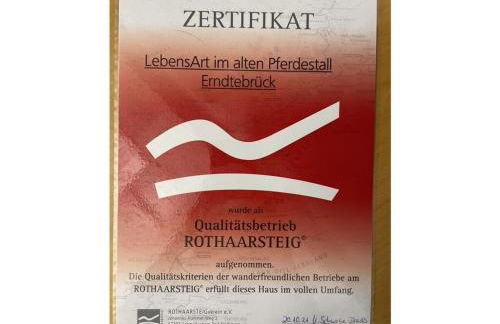 ZERTIFIKAT
LebensArt im alten Pferdestall
Erndtebrück
wurde als
Qualitätsbetrieb
ROTHAARSTEIG®
aufgenommen.
Die Qualitätskriterien der wanderfreundlichen Betriebe am
ROTHAARSTEIG® erfüllt dieses Haus im vollen Umfang.
ROTHAARSTEIGverein e.V.